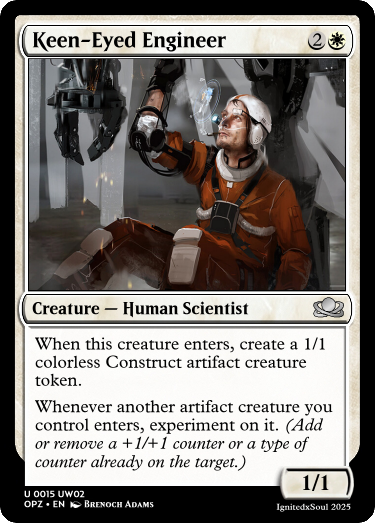 Keen-Eyed Engineer 2
Creature — Human Scientist
When this creature enters, create a 1/1
colorless Construct artifact creature
token.
Whenever another artifact creature you
control enters, experiment on it. (Add
or remove a +1/+1 counter or a type of
counter already on the target.)
1/1
U 0015 UW02
OPZ • EN Brenoch Adams
IgnitedxSoul 2025